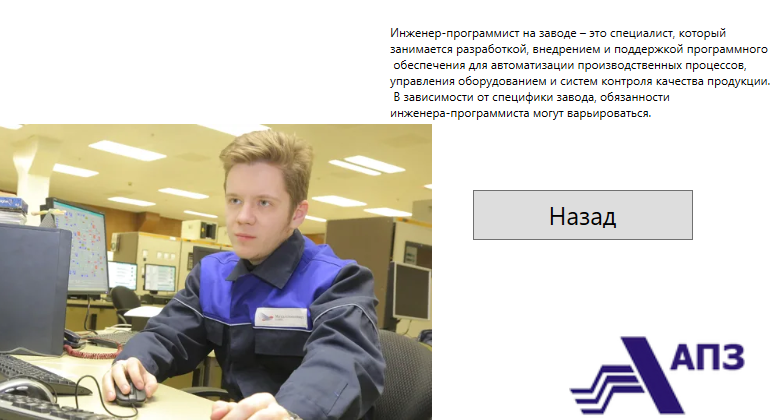 Инженер-программист на заводе – это специалист, который
занимается разработкой, внедрением и поддержкой программного
обеспечения для автоматизации производственных процессов,
управления оборудованием и систем контроля качества продукции.
В зависимости от специфики завода, обязанности
инженера-программиста могут варьироваться.
Назад
АПЗ